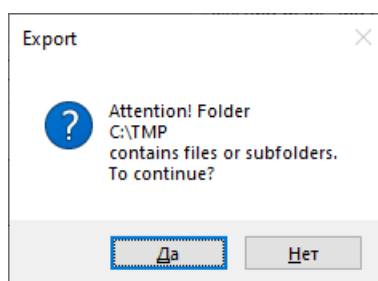 Export
Attention! Folder
C:\TMP
contains files or subfolders.
To continue?
Да
Нет